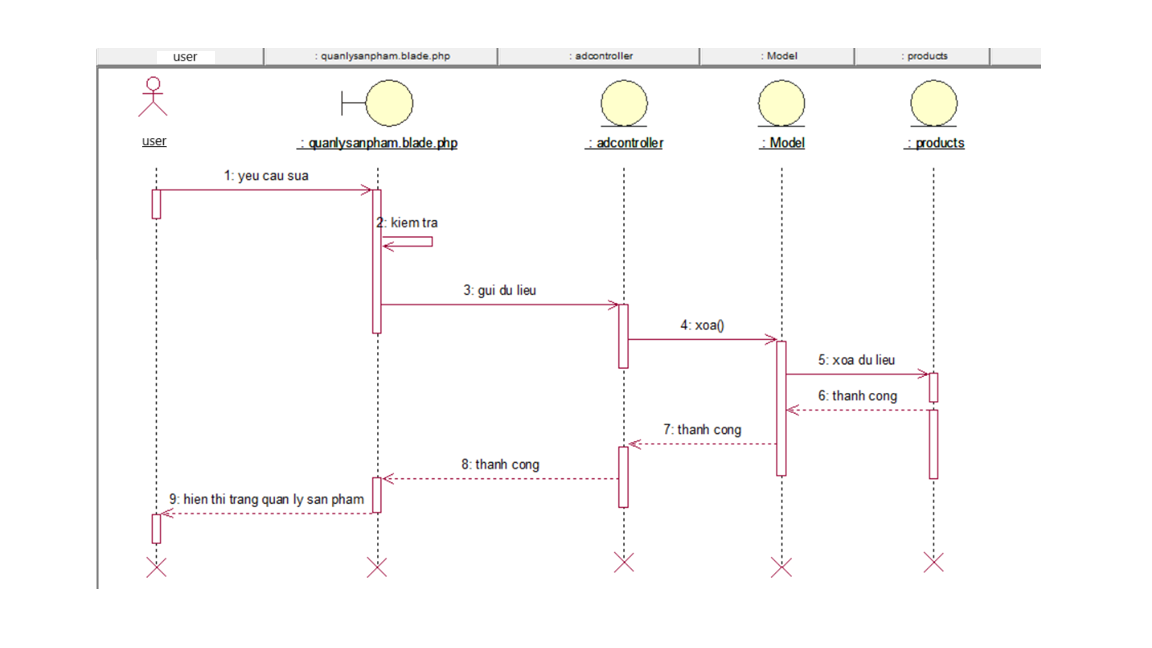 user
: quanlysanpham.blade.php
: adcontroller
: Model
: products
user
: quanlysanpham.blade.php
: adcontroller
: Model
: products
1: yeu cau sua
2: kiem tra
3: gui du lieu
4: xoa()
5: xoa du lieu
6: thanh cong
7: thanh cong
8: thanh cong
9: hien thi trang quan ly san pham